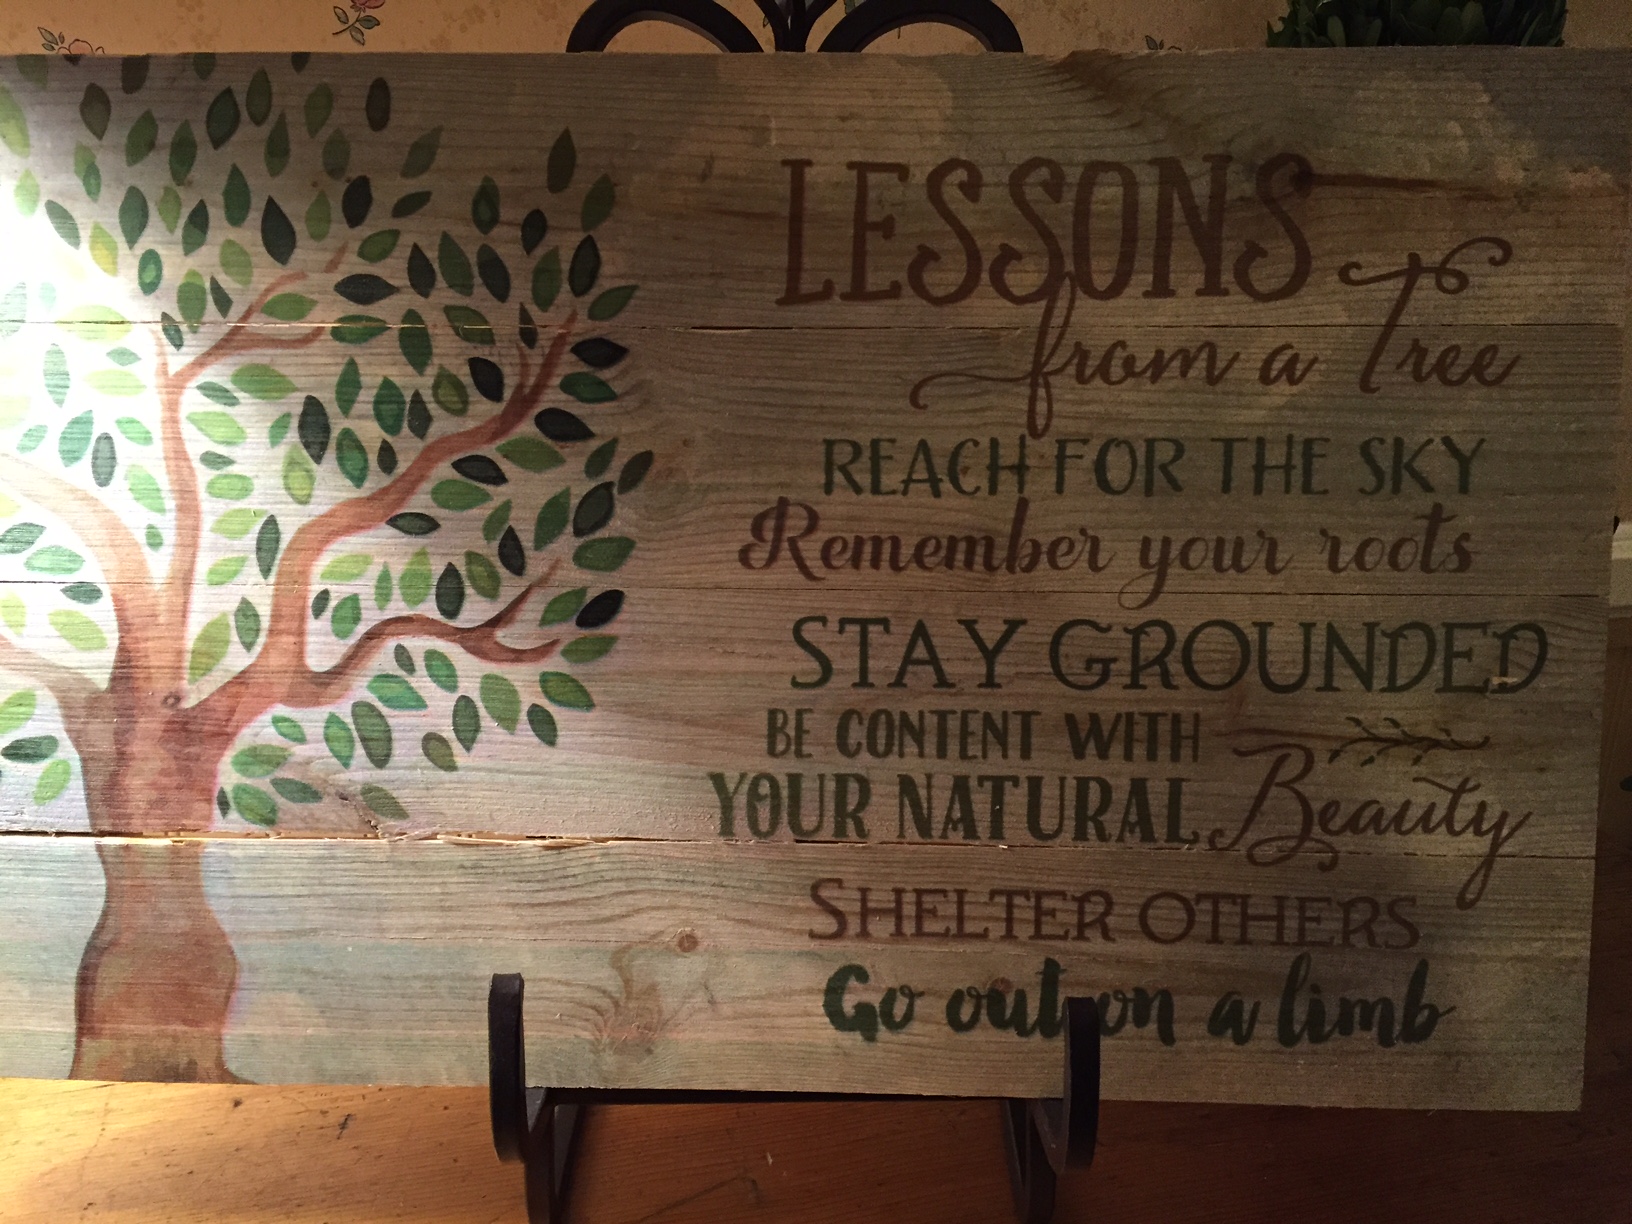 LESSONS
from a Tree
REACH FOR THE SKY
Remember your roots
STAY GROUNDED
BE CONTENT WITH
YOUR NATURAL Beauty
SHELTER OTHERS
Go out on a limb